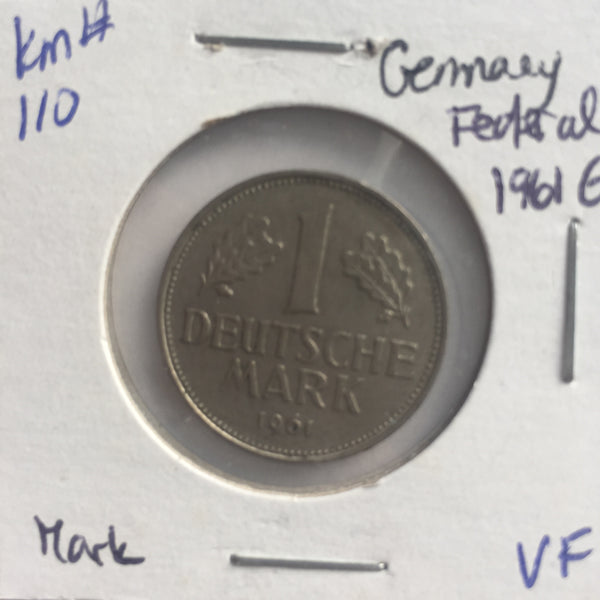 Km#
110
Germany
Federal
1961 G
1
DEUTSCHE
MARK
1961
Mark
VF